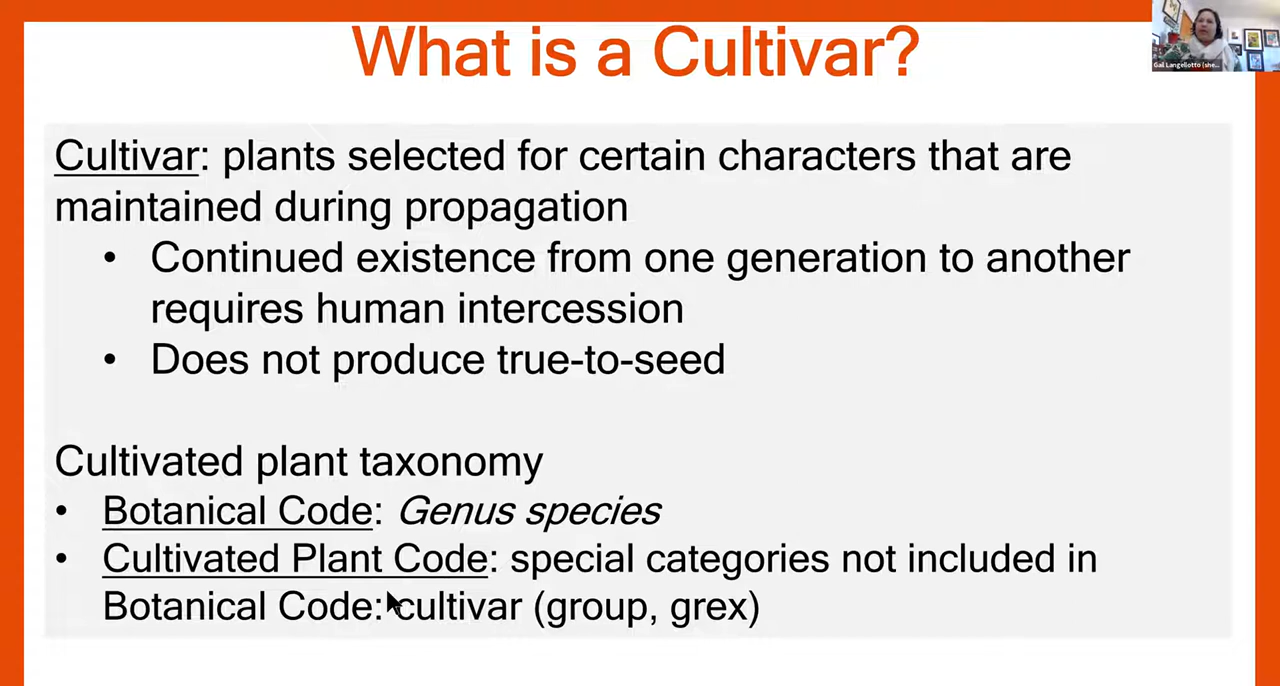 What is a Cultivar?
Gail Langellotto (she...
Cultivar: plants selected for certain characters that are
maintained during propagation
• Continued existence from one generation to another
requires human intercession
• Does not produce true-to-seed
Cultivated plant taxonomy
• Botanical Code: Genus species
• Cultivated Plant Code: special categories not included in
Botanical Code: cultivar (group, grex)